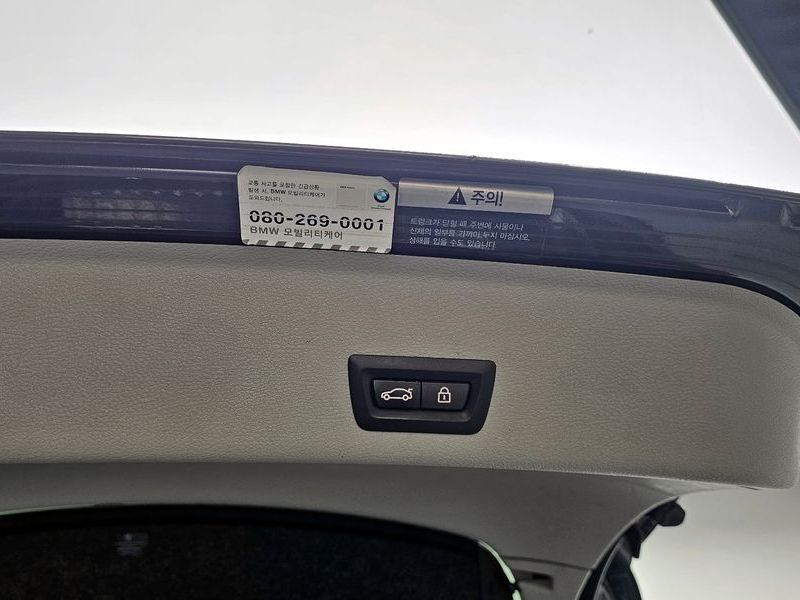 교통 사고를 포함한 긴급상황
발생 시, BMW 모빌리티케어가
도와드립니다.
080-269-0001
BMW 모빌리티케어
주의!
트렁크가 닫힐 때 주변에 사물이나
신체의 일부를 가까이 두지 마십시오.
상해를 입을 수도 있습니다.